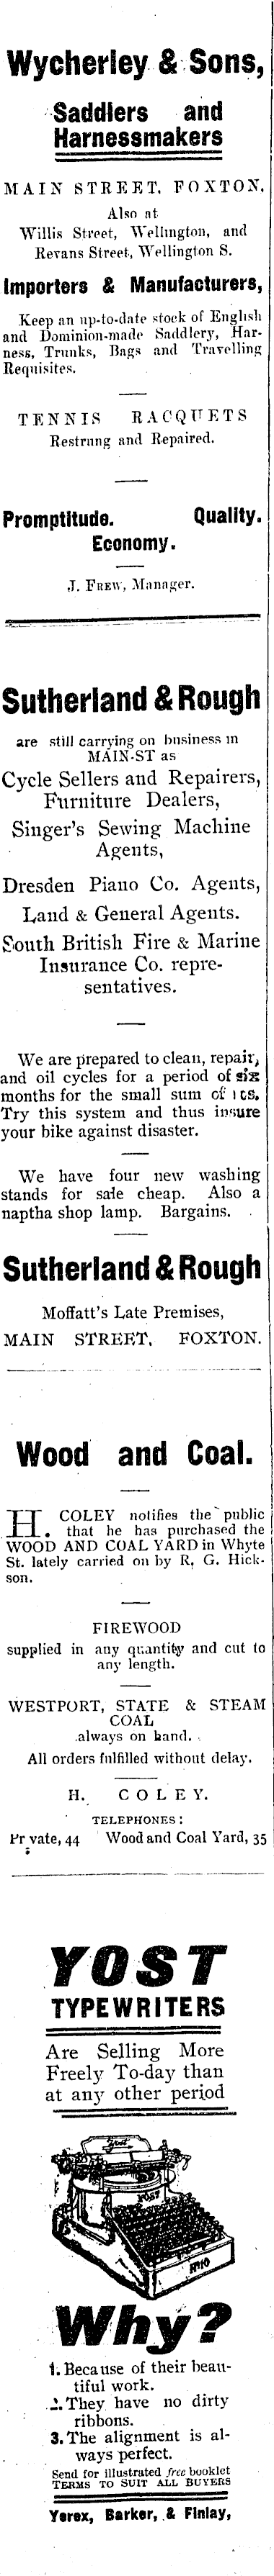 Wycherley & Sons,
Saddlers and
Harnessmakers
MAIN STREET, FOXTON,
Also at
Willis Street, Wellington, and
Revans Street, Wellington S.
Importers & Manufacturers,
Keep an up-to-date stock of English
and Dominion-made Saddlery, Har-
ness, Trunks, Bags and Travelling
Requisites.
TENNIS RACQUETS
Restrung and Repaired.
Promptitude. Quality.
Economy.
J. FREW, Manager.
Sutherland & Rough
are still carrying on business in
MAIN-ST as
Cycle Sellers and Repairers,
Furniture Dealers,
Singer's Sewing Machine
Agents,
Dresden Piano Co. Agents,
Land & General Agents.
South British Fire & Marine
Insurance Co. repre-
sentatives.
We are prepared to clean, repair,
and oil cycles for a period of six
months for the small sum of 10s.
Try this system and thus insure
your bike against disaster.
We have four new washing
stands for sale cheap. Also a
naptha shop lamp. Bargains.
Sutherland & Rough
Moffatt's Late Premises,
MAIN STREET, FOXTON.
Wood and Coal.
H. COLEY notifies the public
that he has purchased the
WOOD AND COAL YARD in Whyte
St. lately carried on by R. G. Hick-
son.
FIREWOOD
supplied in any quantity and cut to
any length.
WESTPORT, STATE & STEAM
COAL
always on hand.
All orders fulfilled without delay.
H. COLEY.
TELEPHONES:
Private, 44 Wood and Coal Yard, 35
YOST
TYPEWRITERS
Are Selling More
Freely To-day than
at any other period
YOST
No 10
Why?
1. Because of their beau-
tiful work.
2. They have no dirty
ribbons.
3. The alignment is al-
ways perfect.
Send for illustrated free booklet
TERMS TO SUIT ALL BUYERS
Yerex, Barker, & Finlay,